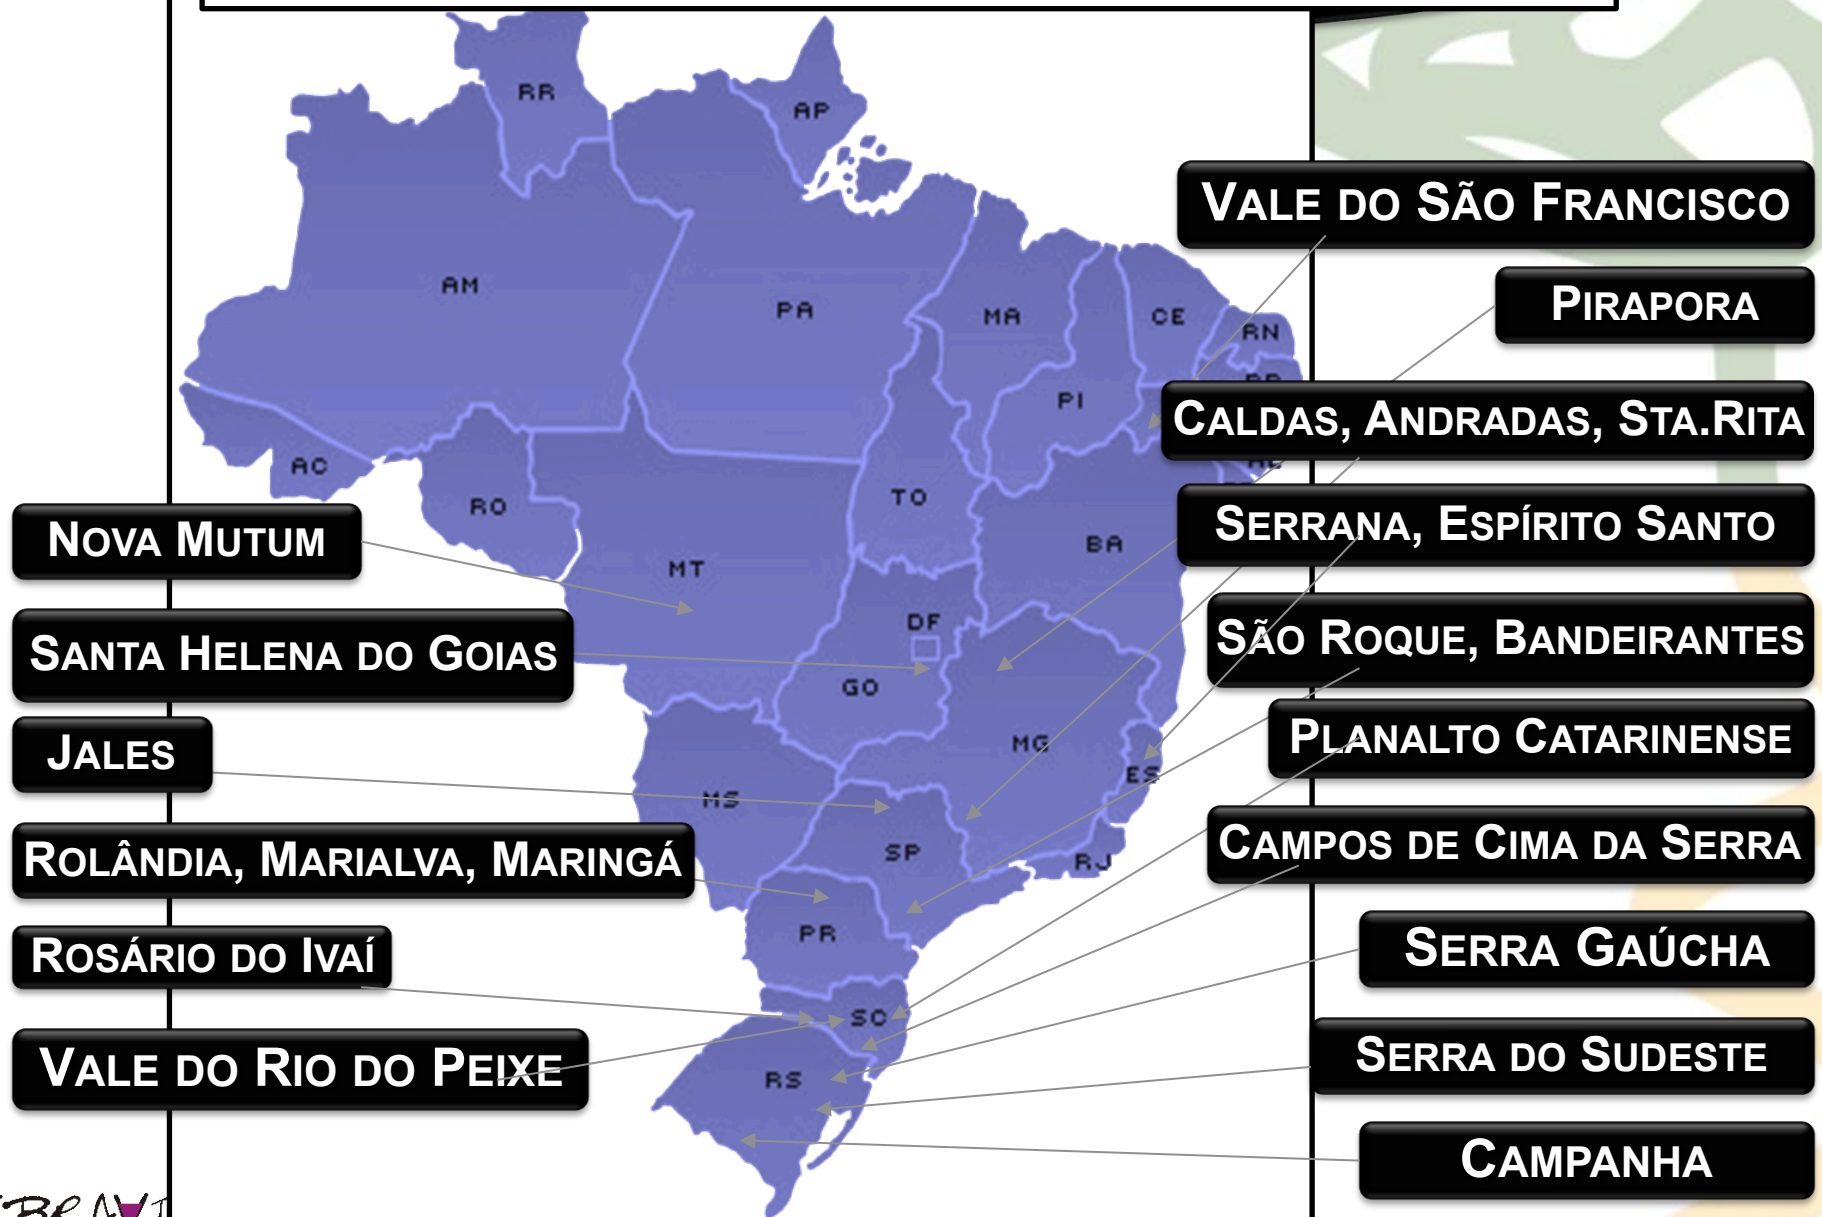 RR
AP
VALE DO SÃO FRANCISCO
AM
PA
MA
CE
RN
PIRAPORA
PI
CALDAS, ANDRADAS, STA.RITA
AC
RO
TO
BA
SERRANA, ESPÍRITO SANTO
NOVA MUTUM
MT
DF
SÃO ROQUE, BANDEIRANTES
SANTA HELENA DO GOIAS
GO
MG
PLANALTO CATARINENSE
JALES
ES
MS
SP
RJ
CAMPOS DE CIMA DA SERRA
ROLÂNDIA, MARIALVA, MARINGÁ
PR
SERRA GAÚCHA
ROSÁRIO DO IVAÍ
SC
SERRA DO SUDESTE
VALE DO RIO DO PEIXE
RS
CAMPANHA